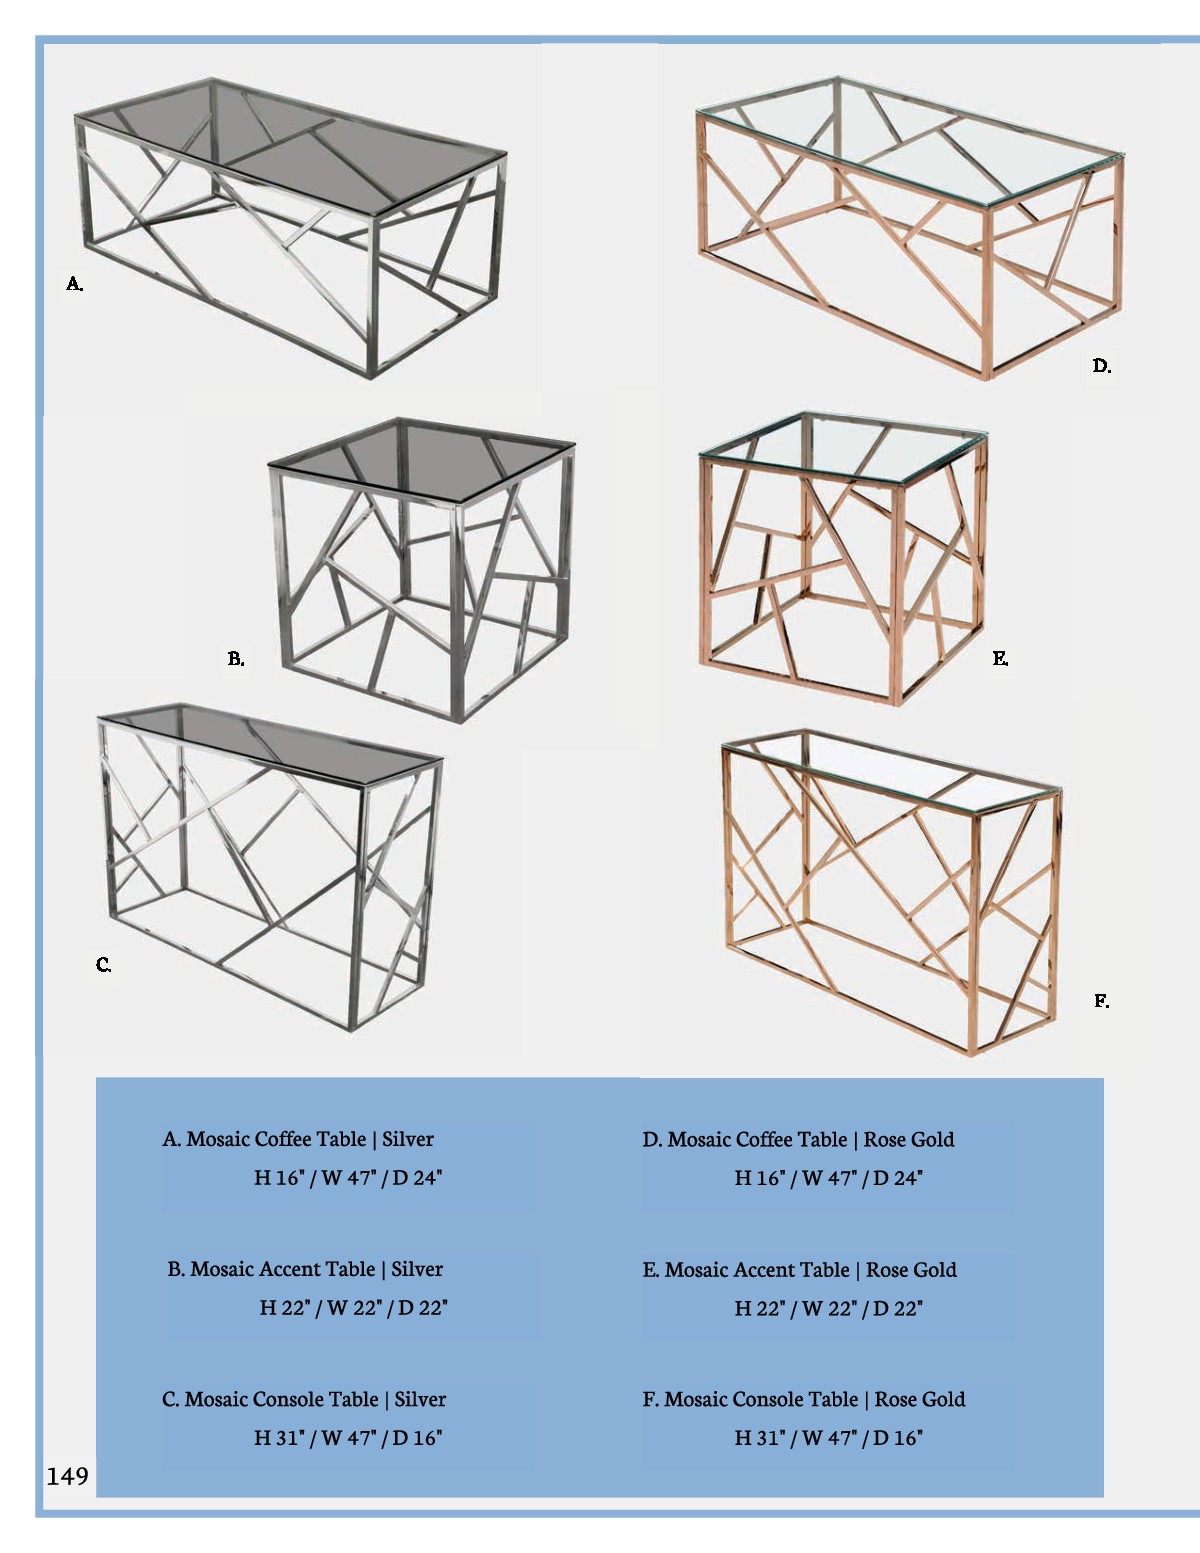 A.
D.
B.
E.
C.
F.
A. Mosaic Coffee Table | Silver
H 16" / W 47" / D 24"
B. Mosaic Accent Table | Silver
H 22" / W 22" / D 22"
C. Mosaic Console Table | Silver
H 31" / W 47" / D 16"
D. Mosaic Coffee Table | Rose Gold
H 16" / W 47" / D 24"
E. Mosaic Accent Table | Rose Gold
H 22" / W 22" / D 22"
F. Mosaic Console Table | Rose Gold
H 31" / W 47" / D 16"
149